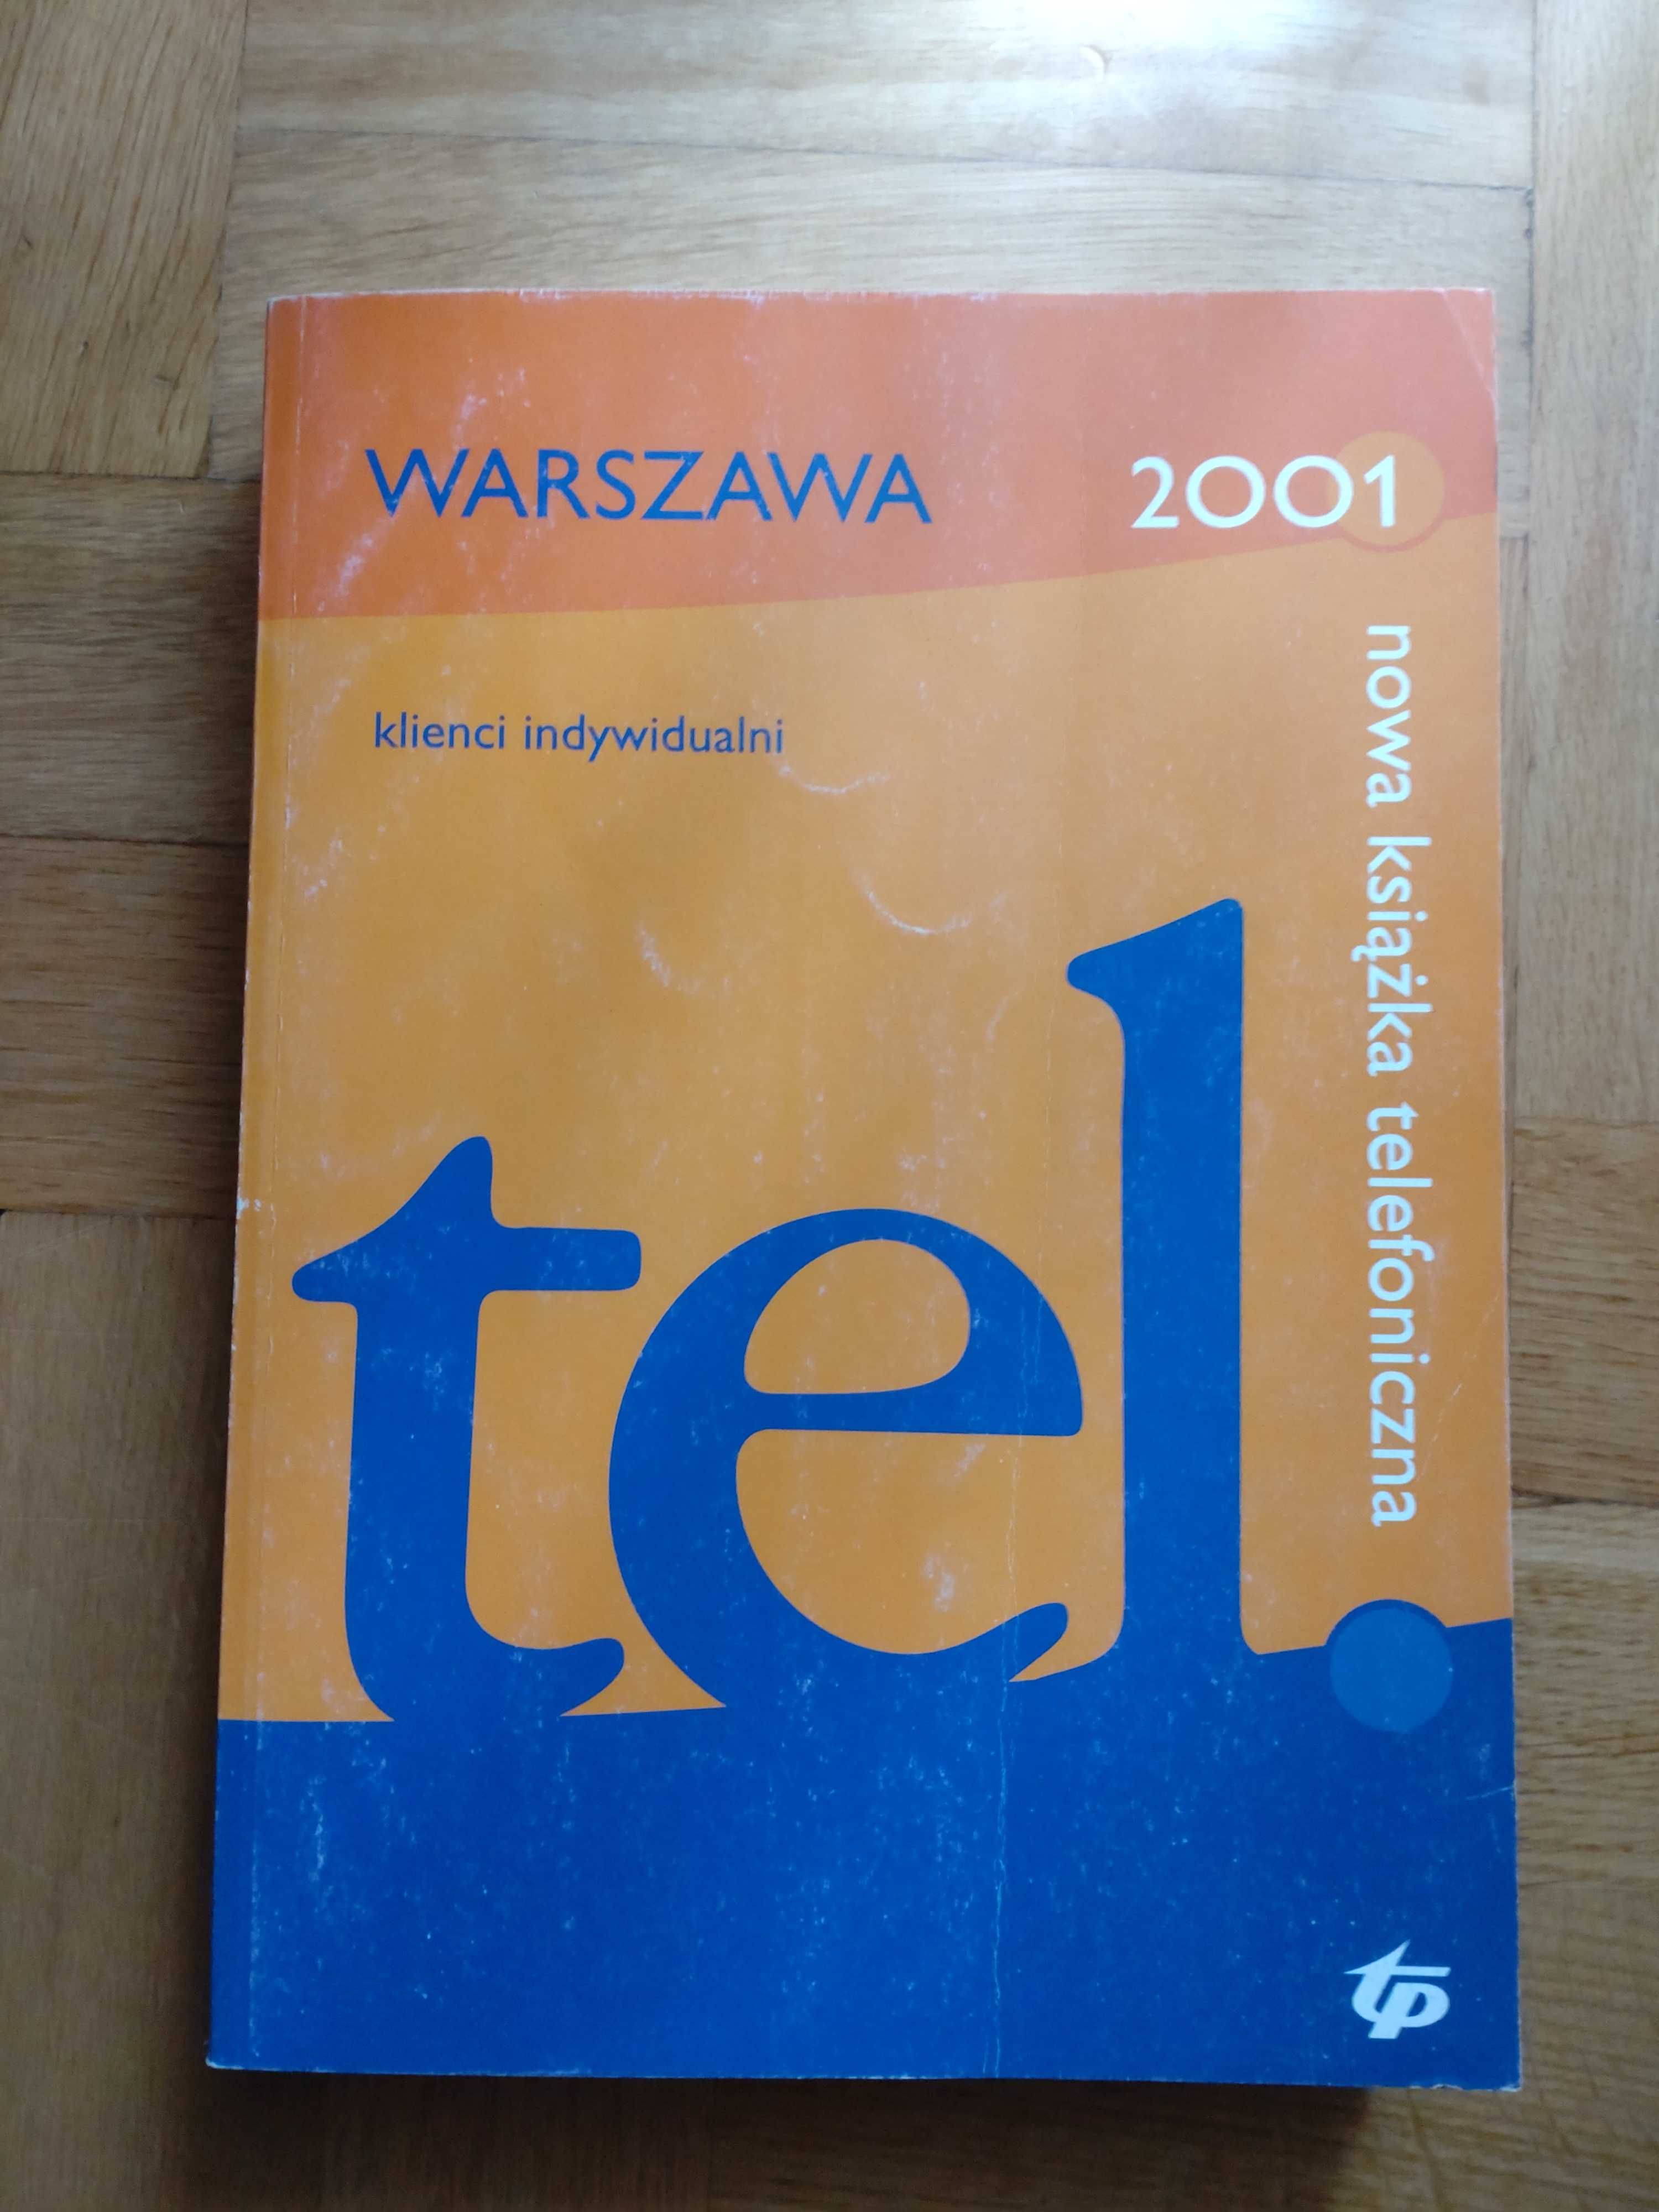 WARSZAWA 2001
klienci indywidualni
nowa książka telefoniczna
tel.
tp